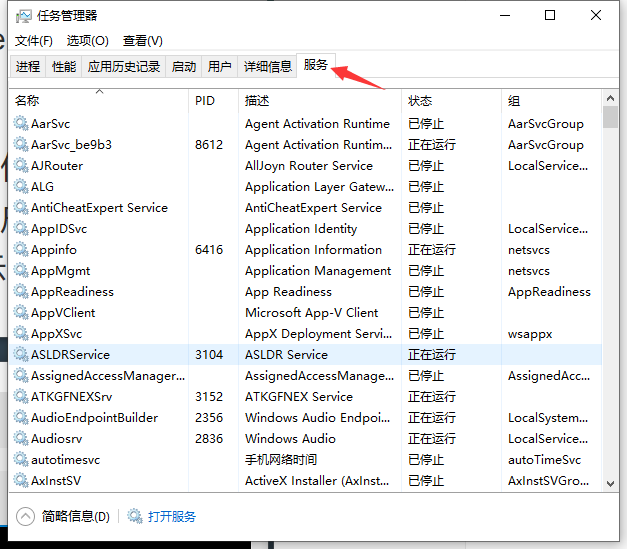 任务管理器
文件(F) 选项(O) 查看(V)
进程 性能 应用历史记录 启动 用户 详细信息 服务
名称 PID 描述 状态 组
AarSvc Agent Activation Runtime 已停止 AarSvcGroup
AarSvc_be9b3 8612 Agent Activation Runtim... 正在运行 AarSvcGroup
AJRouter AllJoyn Router Service 已停止 LocalService...
ALG Application Layer Gatew... 已停止
AntiCheatExpert Service AntiCheatExpert Service 已停止
AppIDSvc Application Identity 已停止 LocalService...
Appinfo 6416 Application Information 正在运行 netsvcs
AppMgmt Application Management 已停止 netsvcs
AppReadiness App Readiness 已停止 AppReadiness
AppVClient Microsoft App-V Client 已停止
AppXSvc AppX Deployment Servi... 已停止 wsappx
ASLDRService 3104 ASLDR Service 正在运行
AssignedAccessManager... AssignedAccessManage... 已停止 AssignedAcc...
ATKGFNEXSrv 3152 ATKGFNEX Service 正在运行
AudioEndpointBuilder 2356 Windows Audio Endpoi... 正在运行 LocalSystem...
Audiosrv 2836 Windows Audio 正在运行 LocalService...
autotimesvc 手机网络时间 已停止 autoTimeSvc
AxInstSV ActiveX Installer (AxInst... 已停止 AxInstSVGro...
简略信息(D) 打开服务